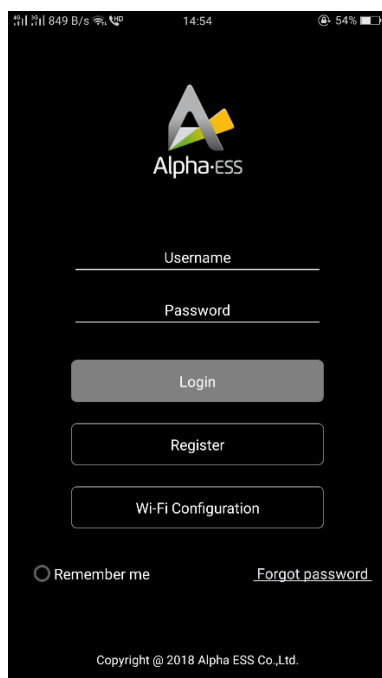 849 B/s 14:54 54%
Alpha·ESS
Username
Password
Login
Register
Wi-Fi Configuration
Remember me Forgot password
Copyright @ 2018 Alpha ESS Co.,Ltd.